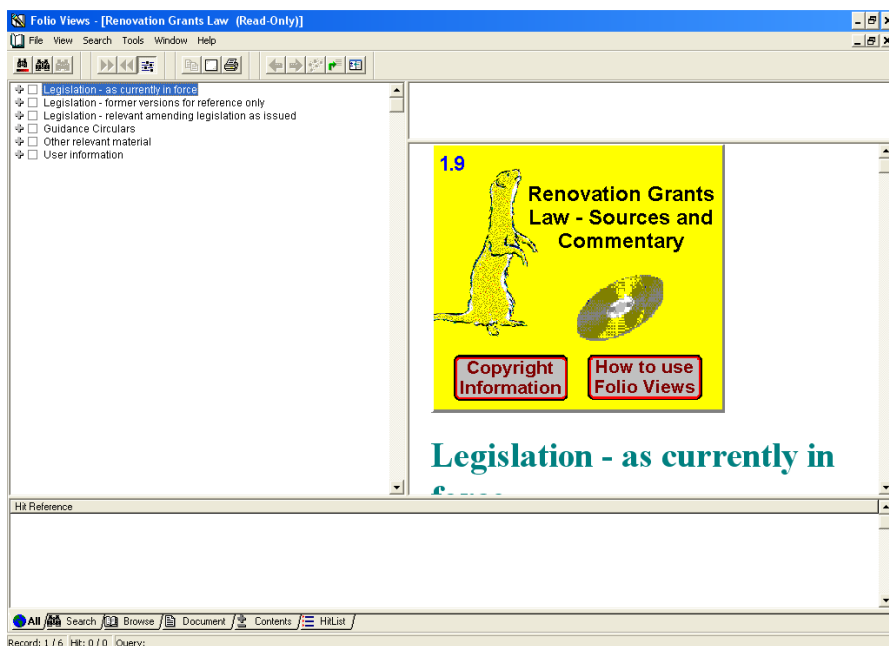 Folio Views - [Renovation Grants Law (Read-Only)]
File View Search Tools Window Help
Legislation - as currently in force
Legislation - former versions for reference only
Legislation - relevant amending legislation as issued
Guidance Circulars
Other relevant material
User information
1.9
Renovation Grants
Law - Sources and
Commentary
Copyright
Information
How to use
Folio Views
Legislation - as currently in
force
Hit Reference
All Search Browse Document Contents HitList
Record: 1 / 6 Hit: 0 / 0 Query: